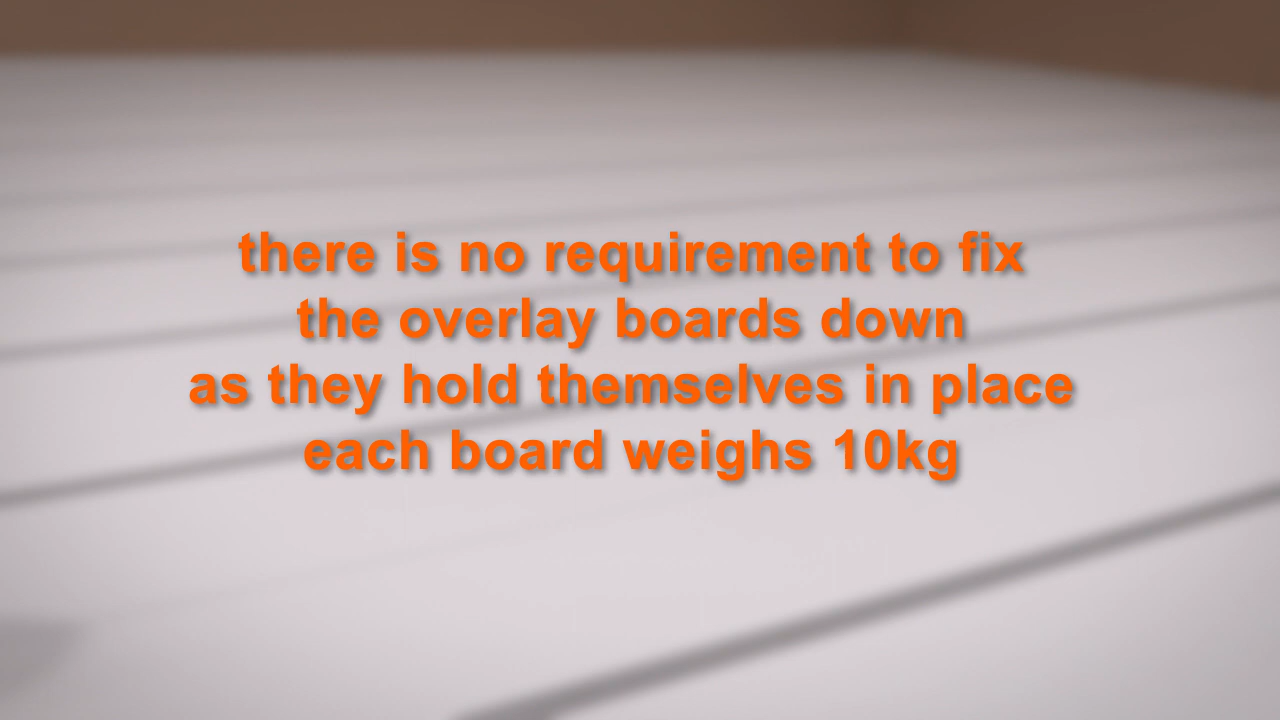 there is no requirement to fix
the overlay boards down
as they hold themselves in place
each board weighs 10kg